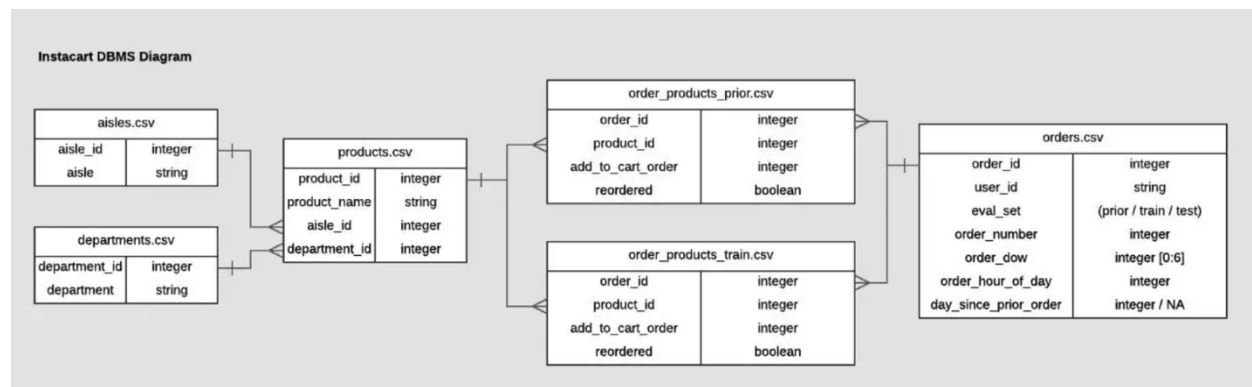 Instacart DBMS Diagram
aisles.csv
aisle_id integer
aisle string
departments.csv
department_id integer
department string
products.csv
product_id integer
product_name string
aisle_id integer
department_id integer
order_products_prior.csv
order_id integer
product_id integer
add_to_cart_order integer
reordered boolean
order_products_train.csv
order_id integer
product_id integer
add_to_cart_order integer
reordered boolean
orders.csv
order_id integer
user_id string
eval_set (prior / train / test)
order_number integer
order_dow integer [0:6]
order_hour_of_day integer
day_since_prior_order integer / NA